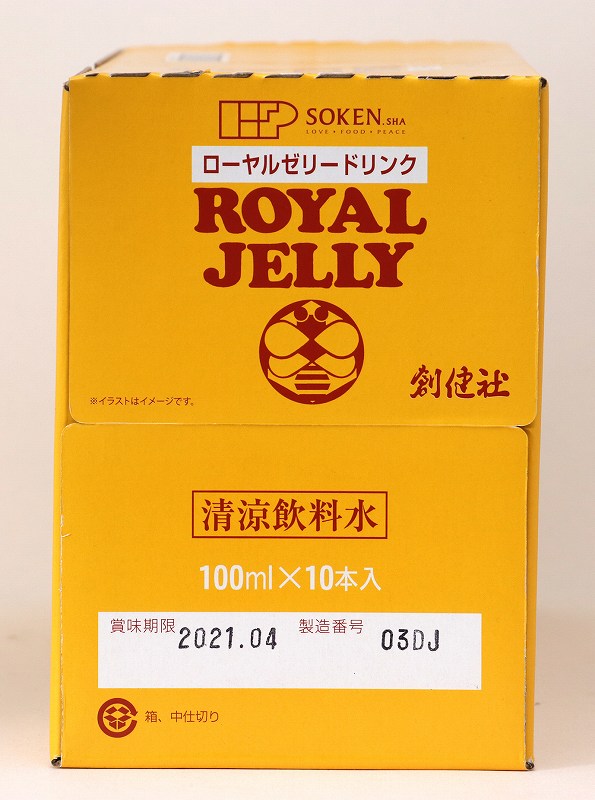 SOKEN.SHA
LOVE・FOOD・PEACE
ローヤルゼリードリンク
ROYAL
JELLY
創健社
※イラストはイメージです。
清涼飲料水
100ml×10本入
賞味期限 2021.04 製造番号 03DJ
箱、中仕切り